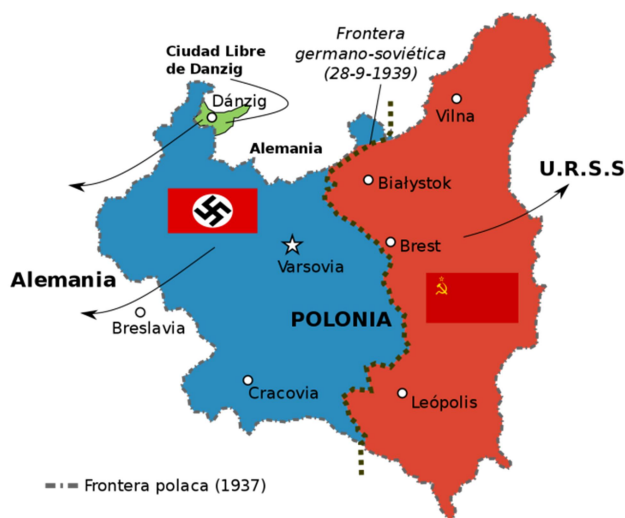 Ciudad Libre
de Danzig
Frontera
germano-soviética
(28-9-1939)
Dánzig
Vilna
Alemania
U.R.S.S
Białystok
Brest
Varsovia
Alemania
Breslavia
POLONIA
Cracovia
Leópolis
Frontera polaca (1937)